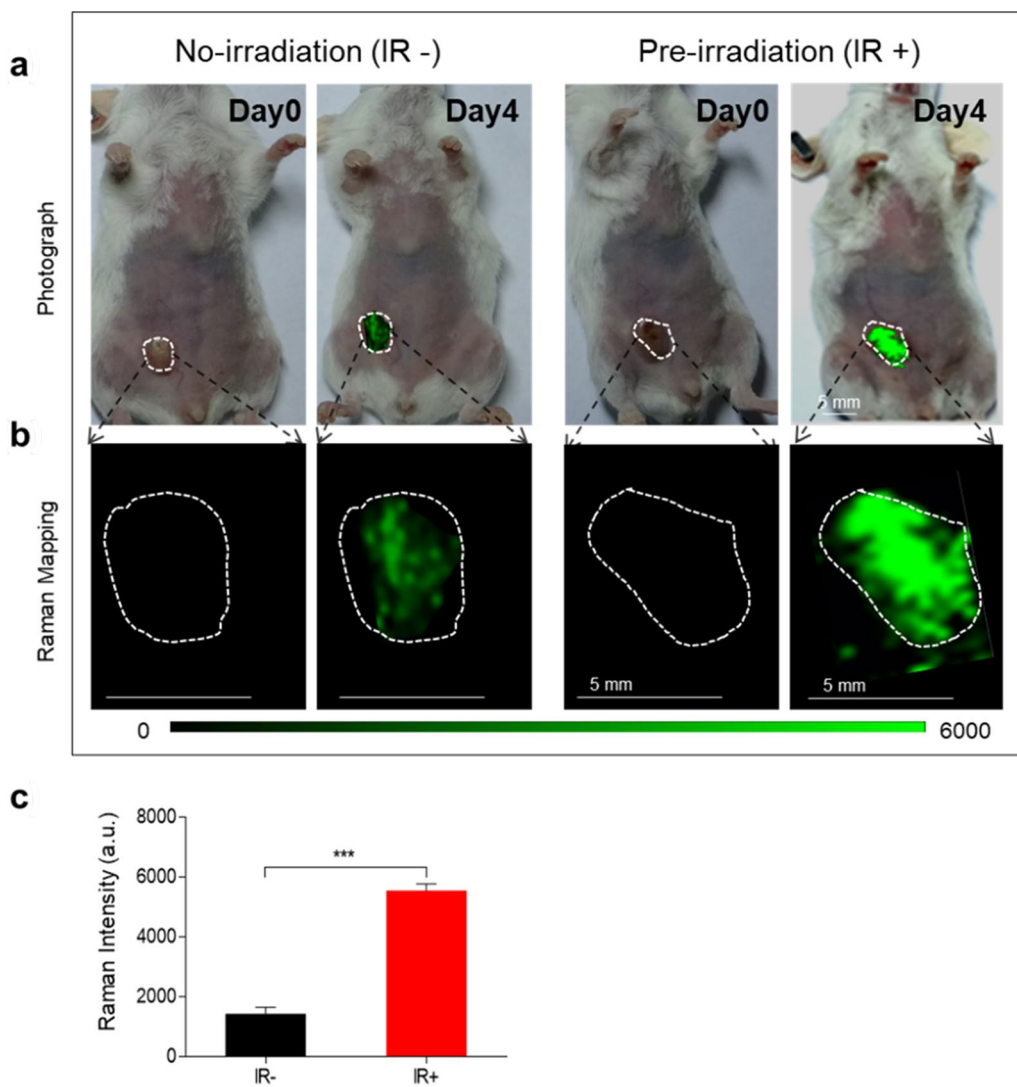 No-irradiation (IR -)
Pre-irradiation (IR +)
a
Day0
Day4
Day0
Day4
Photograph
5 mm
b
Raman Mapping
5 mm
5 mm
0
6000
c
8000
6000
4000
2000
0
Raman Intensity (a.u.)
***
IR-
IR+